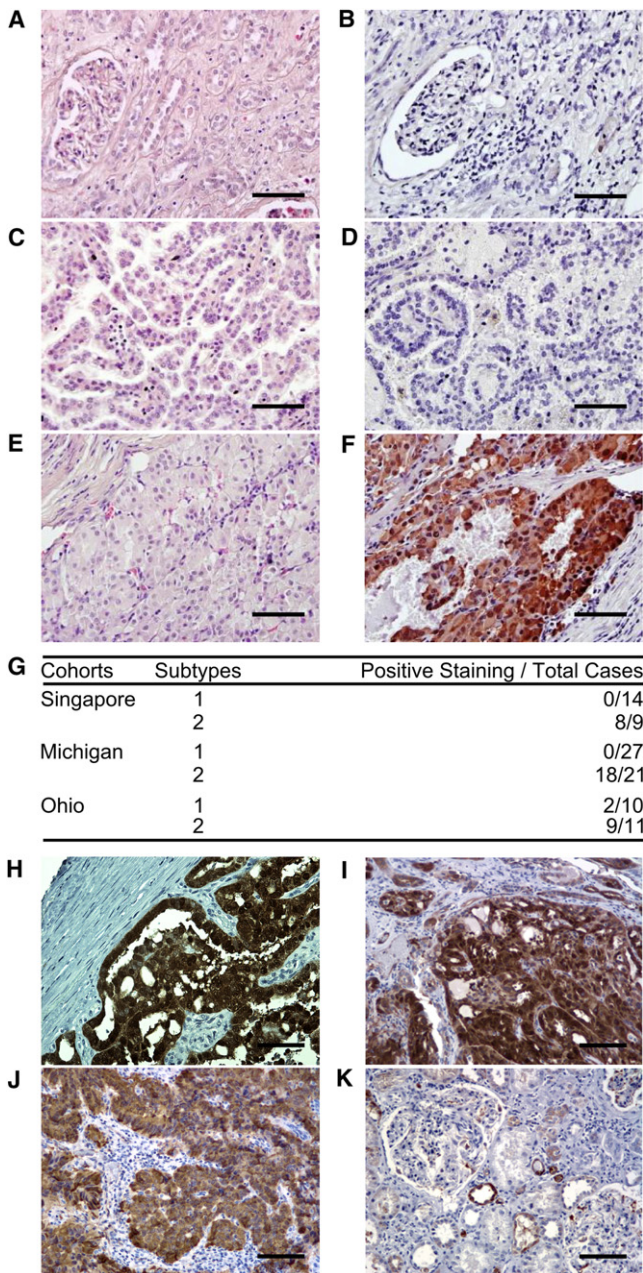 A B
C D
E F
G Cohorts Subtypes Positive Staining / Total Cases
Singapore 1 0/14
2 8/9
Michigan 1 0/27
2 18/21
Ohio 1 2/10
2 9/11
H I
J K